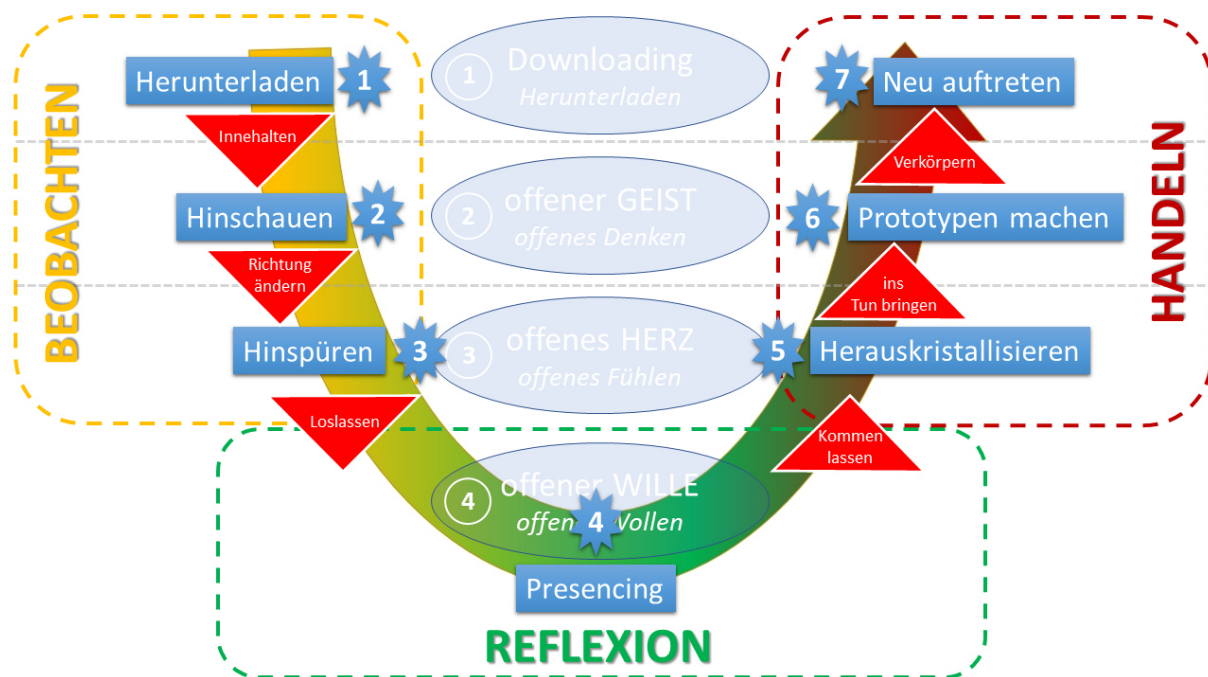 BEOBACHTEN
Herunterladen
1
Innehalten
Hinschauen
2
Richtung
ändern
Hinspüren
3
Loslassen
1
Downloading
Herunterladen
2
offener GEIST
offenes Denken
3
offenes HERZ
offenes Fühlen
4
offener WILLE
4
Presencing
REFLEXION
7
Neu auftreten
Verkörpern
6
Prototypen machen
ins
Tun bringen
5
Herauskristallisieren
Kommen
lassen
HANDELN